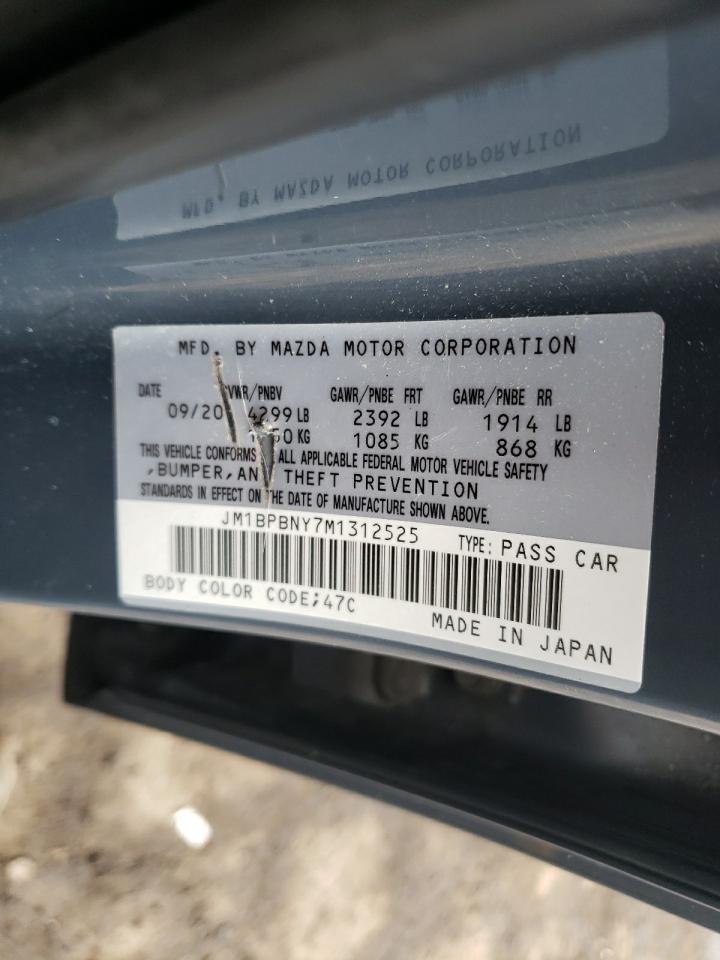 MFD. BY MAZDA MOTOR CORPORATION
MFD. BY MAZDA MOTOR CORPORATION
DATE GVWR/PNBV GAWR/PNBE FRT GAWR/PNBE RR
09/20 4299 LB 2392 LB 1914 LB
KG 1085 KG 868 KG
THIS VEHICLE CONFORMS ALL APPLICABLE FEDERAL MOTOR VEHICLE SAFETY
,BUMPER,AND THEFT PREVENTION
STANDARDS IN EFFECT ON THE DATE OF MANUFACTURE SHOWN ABOVE.
JM1BPBNY7M1312525 TYPE: PASS CAR
BODY COLOR CODE;47C
MADE IN JAPAN